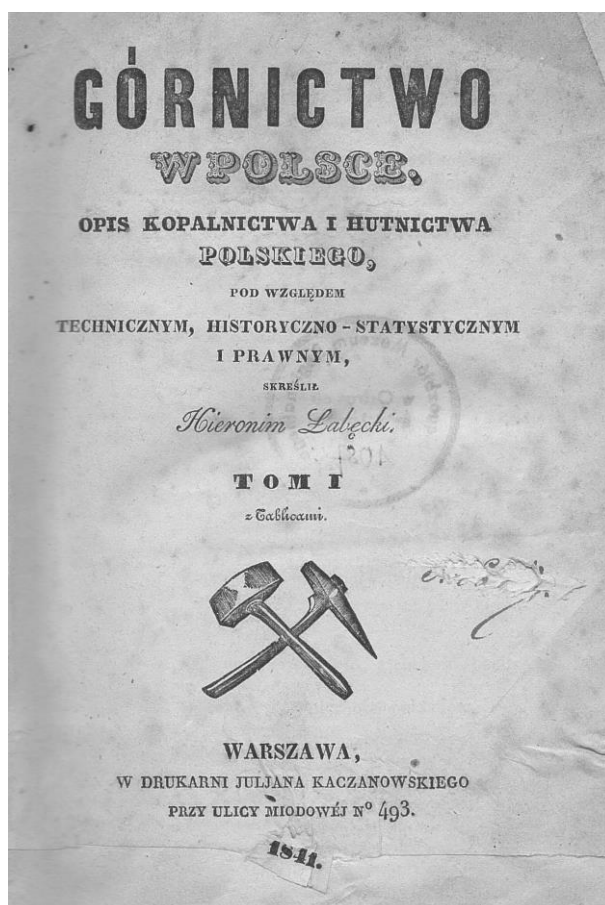 GÓRNICTWO
W POLSCE.
OPIS KOPALNICTWA I HUTNICTWA
POLSKIEGO,
POD WZGLĘDEM
TECHNICZNYM, HISTORYCZNO-STATYSTYCZNYM
I PRAWNYM,
SKREŚLIŁ
Hieronim Łabęcki.
TOM I
z Tablicami.
WARSZAWA,
W DRUKARNI JULJANA KACZANOWSKIEGO
PRZY ULICY MIODOWÉJ Nº 493.
1841.